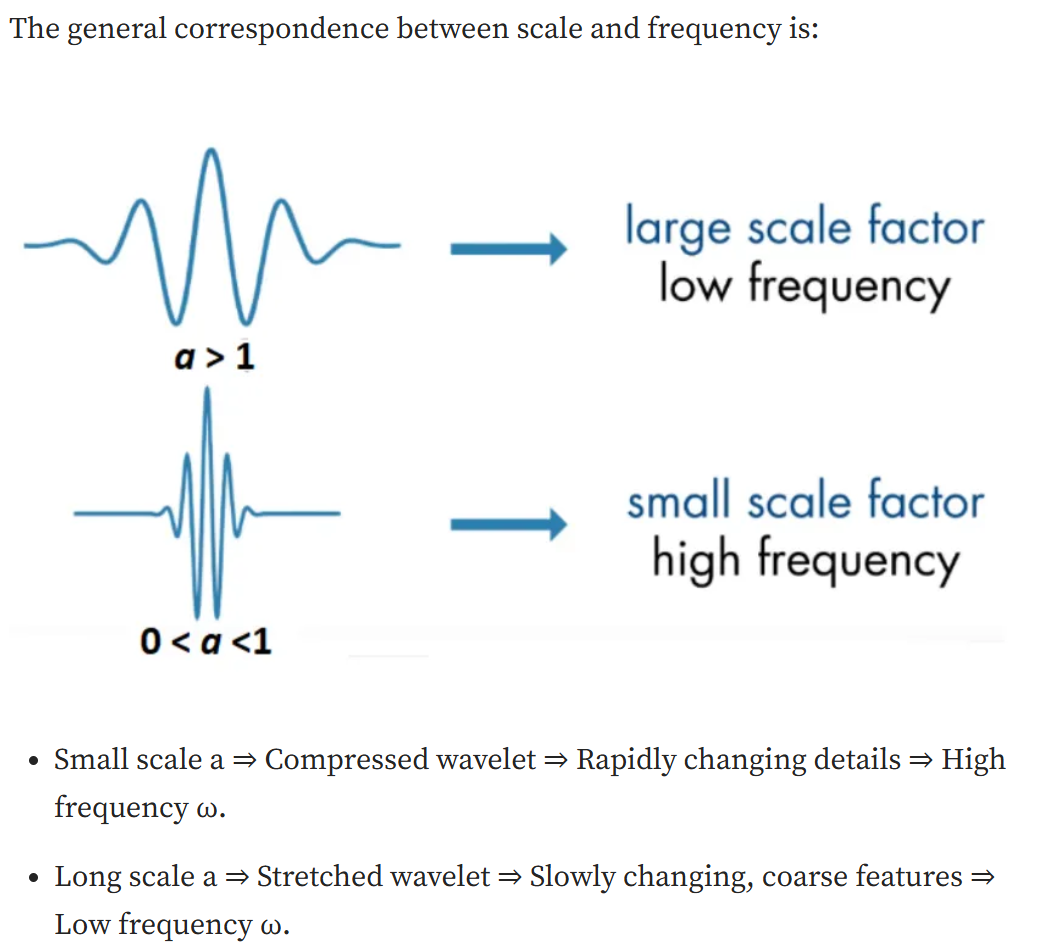 The general correspondence between scale and frequency is:
large scale factor
low frequency
a > 1
small scale factor
high frequency
0 < a <1
• Small scale a ⇒ Compressed wavelet ⇒ Rapidly changing details ⇒ High
frequency ω.
• Long scale a ⇒ Stretched wavelet ⇒ Slowly changing, coarse features ⇒
Low frequency ω.